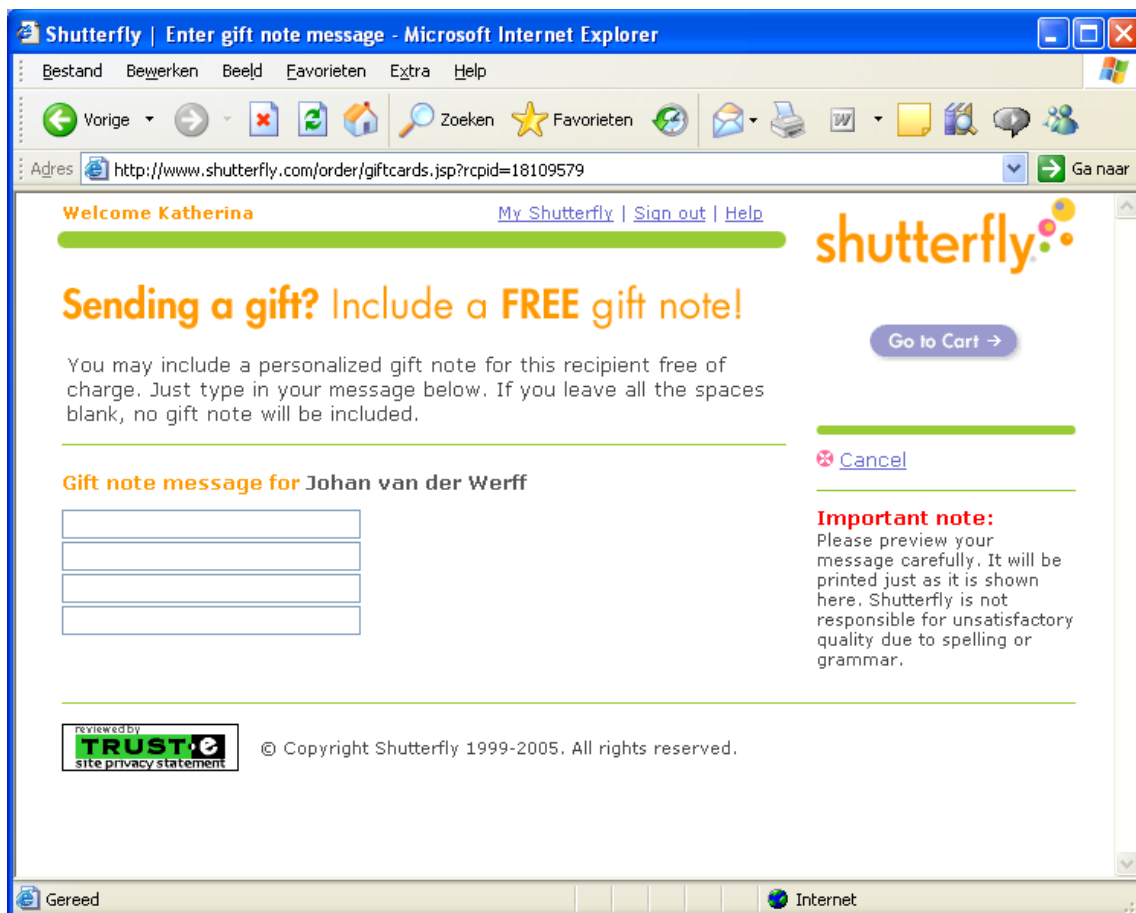 Shutterfly | Enter gift note message - Microsoft Internet Explorer
Bestand Bewerken Beeld Favorieten Extra Help
Vorige Zoeken Favorieten
Adres http://www.shutterfly.com/order/giftcards.jsp?rcpid=18109579 Ga naar
Welcome Katherina My Shutterfly | Sign out | Help
shutterfly
Sending a gift? Include a FREE gift note!
Go to Cart →
You may include a personalized gift note for this recipient free of
charge. Just type in your message below. If you leave all the spaces
blank, no gift note will be included.
Cancel
Gift note message for Johan van der Werff
Important note:
Please preview your
message carefully. It will be
printed just as it is shown
here. Shutterfly is not
responsible for unsatisfactory
quality due to spelling or
grammar.
reviewed by
TRUST·e
site privacy statement
© Copyright Shutterfly 1999-2005. All rights reserved.
Gereed Internet